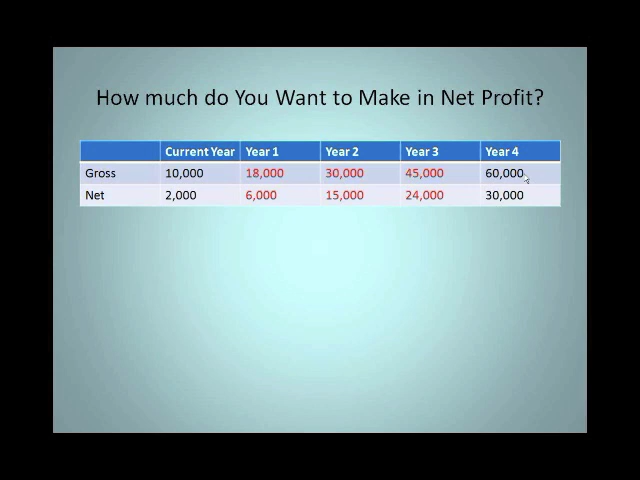 How much do You Want to Make in Net Profit?
Current Year Year 1 Year 2 Year 3 Year 4
Gross 10,000 18,000 30,000 45,000 60,000
Net 2,000 6,000 15,000 24,000 30,000